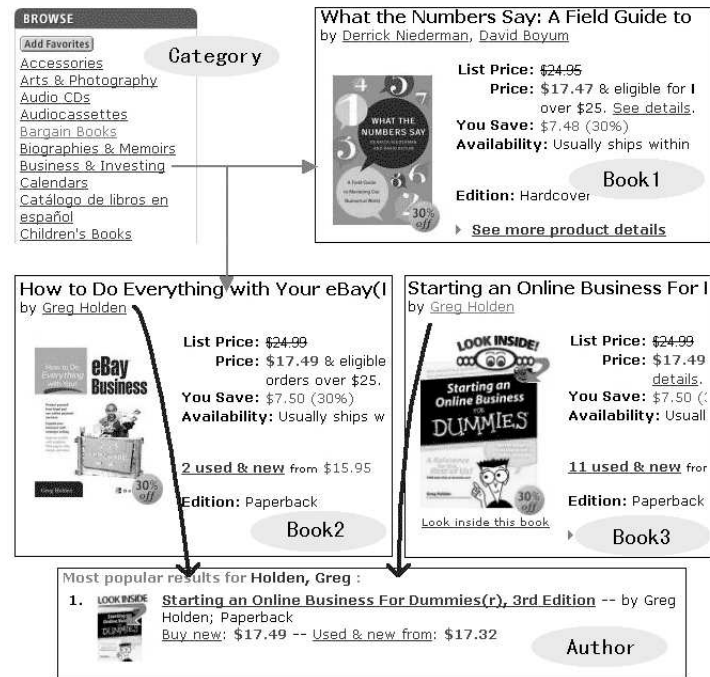 BROWSE
Add Favorites
Category
Accessories
Arts & Photography
Audio CDs
Audiocassettes
Bargain Books
Biographies & Memoirs
Business & Investing
Calendars
Catálogo de libros en
español
Children's Books
What the Numbers Say: A Field Guide to
by Derrick Niederman, David Boyum
WHAT THE
NUMBERS SAY
A Field Guide
30%
off
List Price: $24.95
Price: $17.47 & eligible for
over $25. See details.
You Save: $7.48 (30%)
Availability: Usually ships within
Book1
Edition: Hardcover
See more product details
How to Do Everything with Your eBay(
by Greg Holden
How to Do
Everything
with Your
eBay
Business
Greg Holden
30%
off
List Price: $24.99
Price: $17.49 & eligible
orders over $25.
You Save: $7.50 (30%)
Availability: Usually ships w
2 used & new from $15.95
Edition: Paperback
Book2
Starting an Online Business For
by Greg Holden
LOOK INSIDE!
Starting an
Online Business
FOR
DUMMIES
Greg Holden
30%
off
Look inside this book
List Price: $24.99
Price: $17.49
details.
You Save: $7.50 (
Availability: Usuall
11 used & new fror
Edition: Paperback
Book3
Most popular results for Holden, Greg :
1.
LOOK INSIDE
Starting an Online Business For Dummies(r), 3rd Edition -- by Greg
Holden; Paperback
Buy new: $17.49 -- Used & new from: $17.32
Author